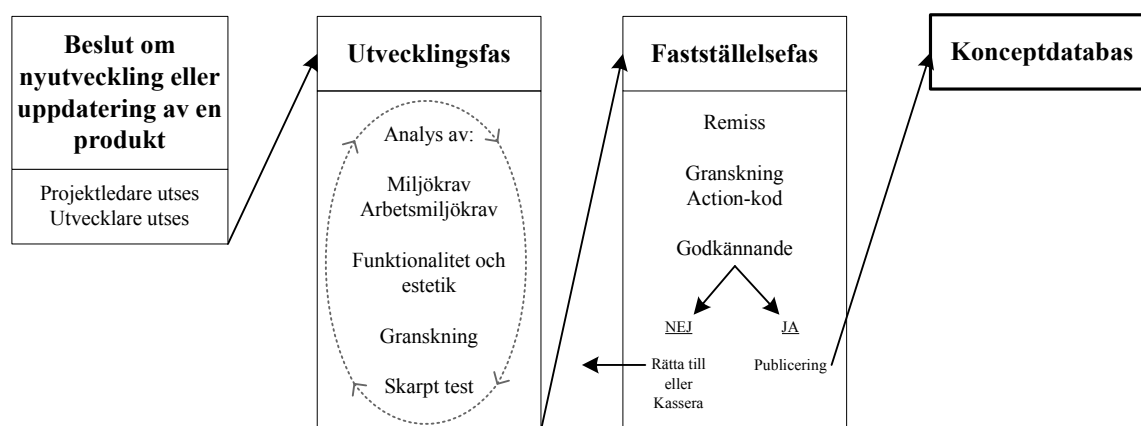 Beslut om
nyutveckling eller
uppdatering av en
produkt
Projektledare utses
Utvecklare utses
Utvecklingsfas
Analys av:
Miljökrav
Arbetsmiljökrav
Funktionalitet och
estetik
Granskning
Skarpt test
Fastställelsefas
Remiss
Granskning
Action-kod
Godkännande
NEJ
JA
Rätta till
eller
Kassera
Publicering
Konceptdatabas